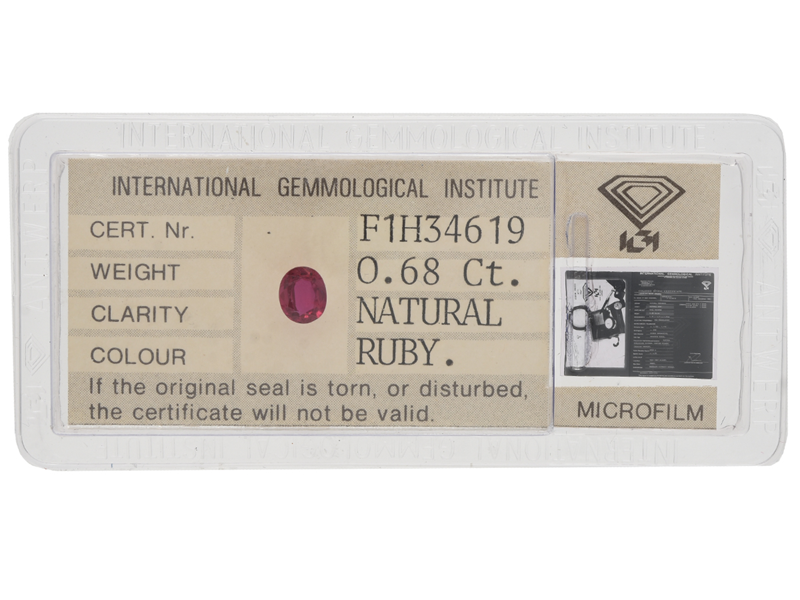 INTERNATIONAL GEMMOLOGICAL INSTITUTE
INTERNATIONAL GEMMOLOGICAL INSTITUTE
CERT. Nr. F1H34619
WEIGHT 0.68 Ct.
CLARITY NATURAL
COLOUR RUBY.
If the original seal is torn, or disturbed,
the certificate will not be valid.
MICROFILM